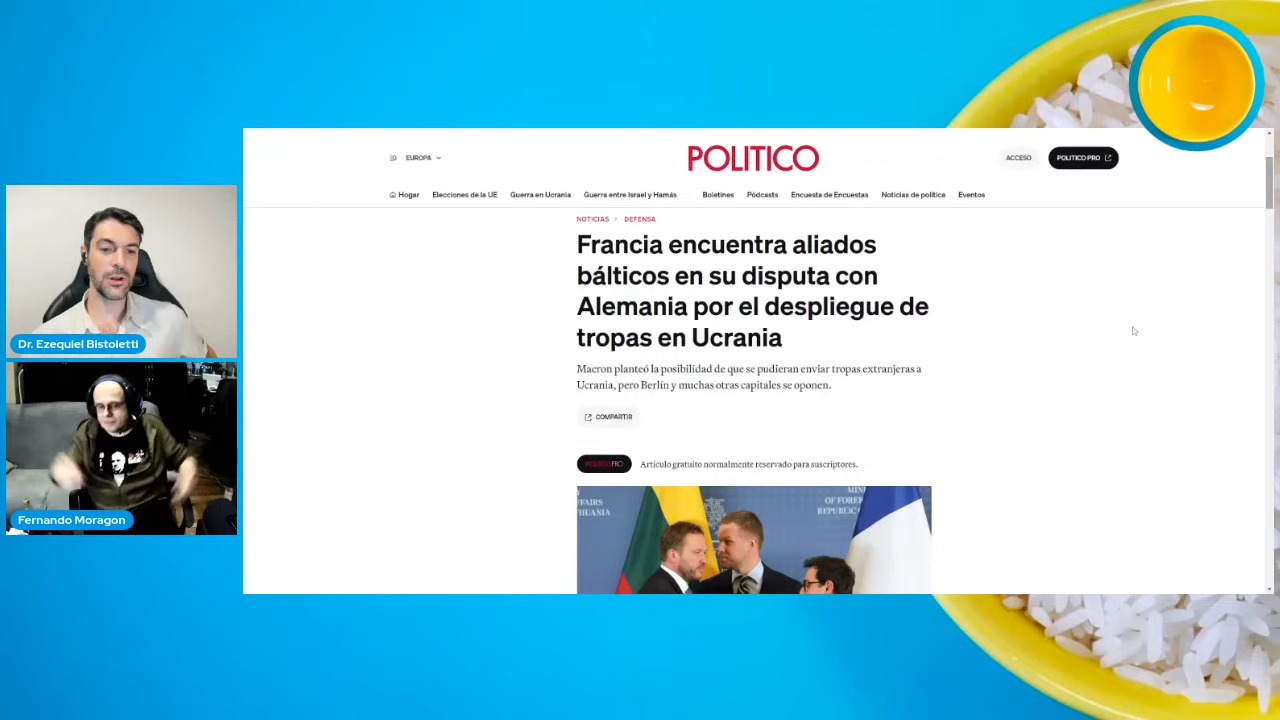 EUROPA
POLITICO
ACCESO
POLITICO PRO
Hogar Elecciones de la UE Guerra en Ucrania Guerra entre Israel y Hamás Boletines Pódcasts Encuesta de Encuestas Noticias de política Eventos
NOTICIAS > DEFENSA
Francia encuentra aliados
bálticos en su disputa con
Alemania por el despliegue de
tropas en Ucrania
Macron planteó la posibilidad de que se pudieran enviar tropas extranjeras a
Ucrania, pero Berlín y muchas otras capitales se oponen.
COMPARTIR
POLITICO PRO Artículo gratuito normalmente reservado para suscriptores.
FFAIRS
THUANIA
MINI
OF FOREI
REPUBLIC O
Dr. Ezequiel Bistoletti
Fernando Moragon